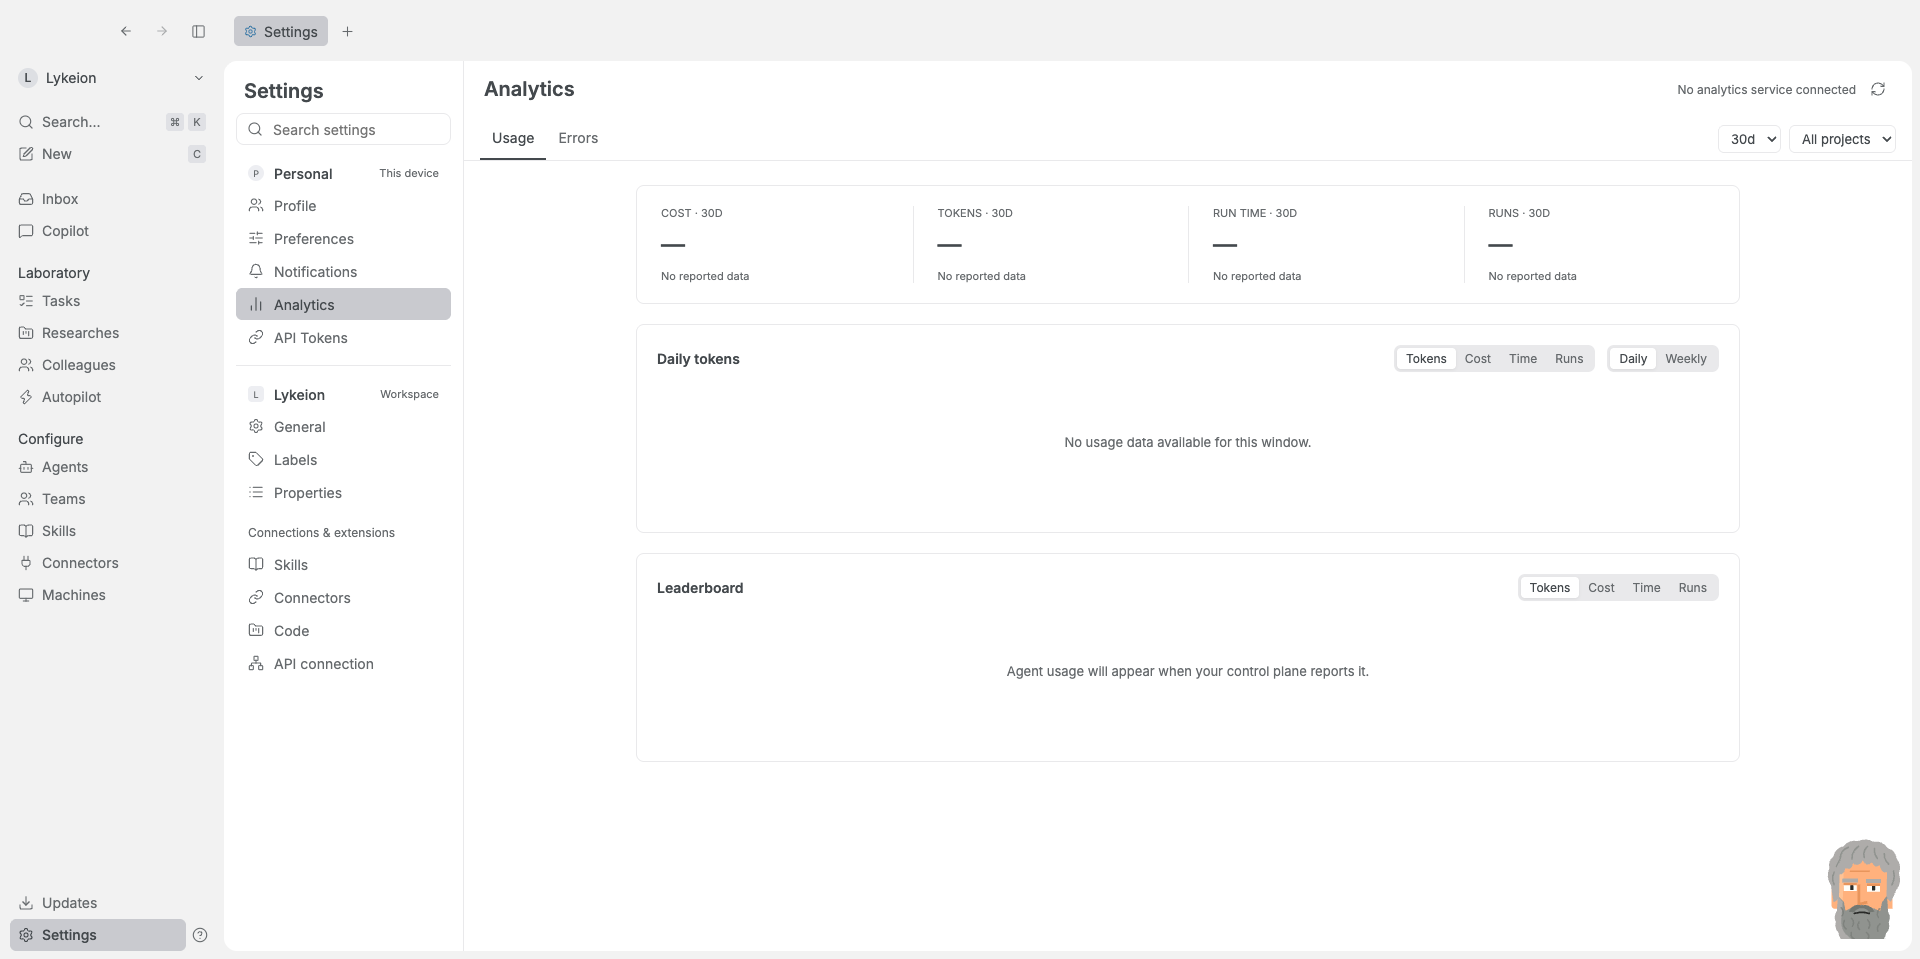 Settings
L Lykeion
Search... ⌘ K
New C
Inbox
Copilot
Laboratory
Tasks
Researches
Colleagues
Autopilot
Configure
Agents
Teams
Skills
Connectors
Machines
Updates
Settings
Settings
Search settings
P Personal This device
Profile
Preferences
Notifications
Analytics
API Tokens
L Lykeion Workspace
General
Labels
Properties
Connections & extensions
Skills
Connectors
Code
API connection
Analytics
No analytics service connected
Usage Errors
30d All projects
COST · 30D
—
No reported data
TOKENS · 30D
—
No reported data
RUN TIME · 30D
—
No reported data
RUNS · 30D
—
No reported data
Daily tokens
Tokens Cost Time Runs Daily Weekly
No usage data available for this window.
Leaderboard
Tokens Cost Time Runs
Agent usage will appear when your control plane reports it.